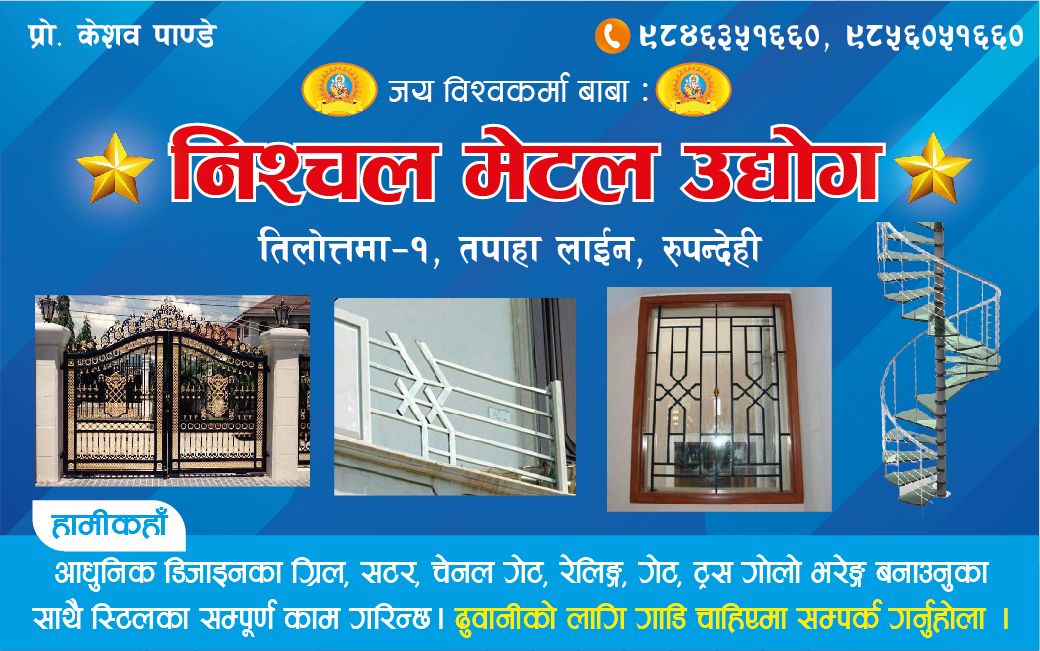 प्रो. केशव पाण्डे
९८४६३५१६६०, ९८५६०५१६६०
जय विश्वकर्मा बाबा :
निश्चल मेटल उद्योग
तिलोत्तमा-१, तपाहा लाईन, रुपन्देही
हामीकहाँ
आधुनिक डिजाइनका ग्रिल, सटर, चेनल गेट, रेलिङ्ग, गेट, ट्रस गोलो भरेङ्ग बनाउनुका
साथै स्टिलका सम्पूर्ण काम गरिन्छ। ढुवानीको लागि गाडि चाहिएमा सम्पर्क गर्नुहोला ।